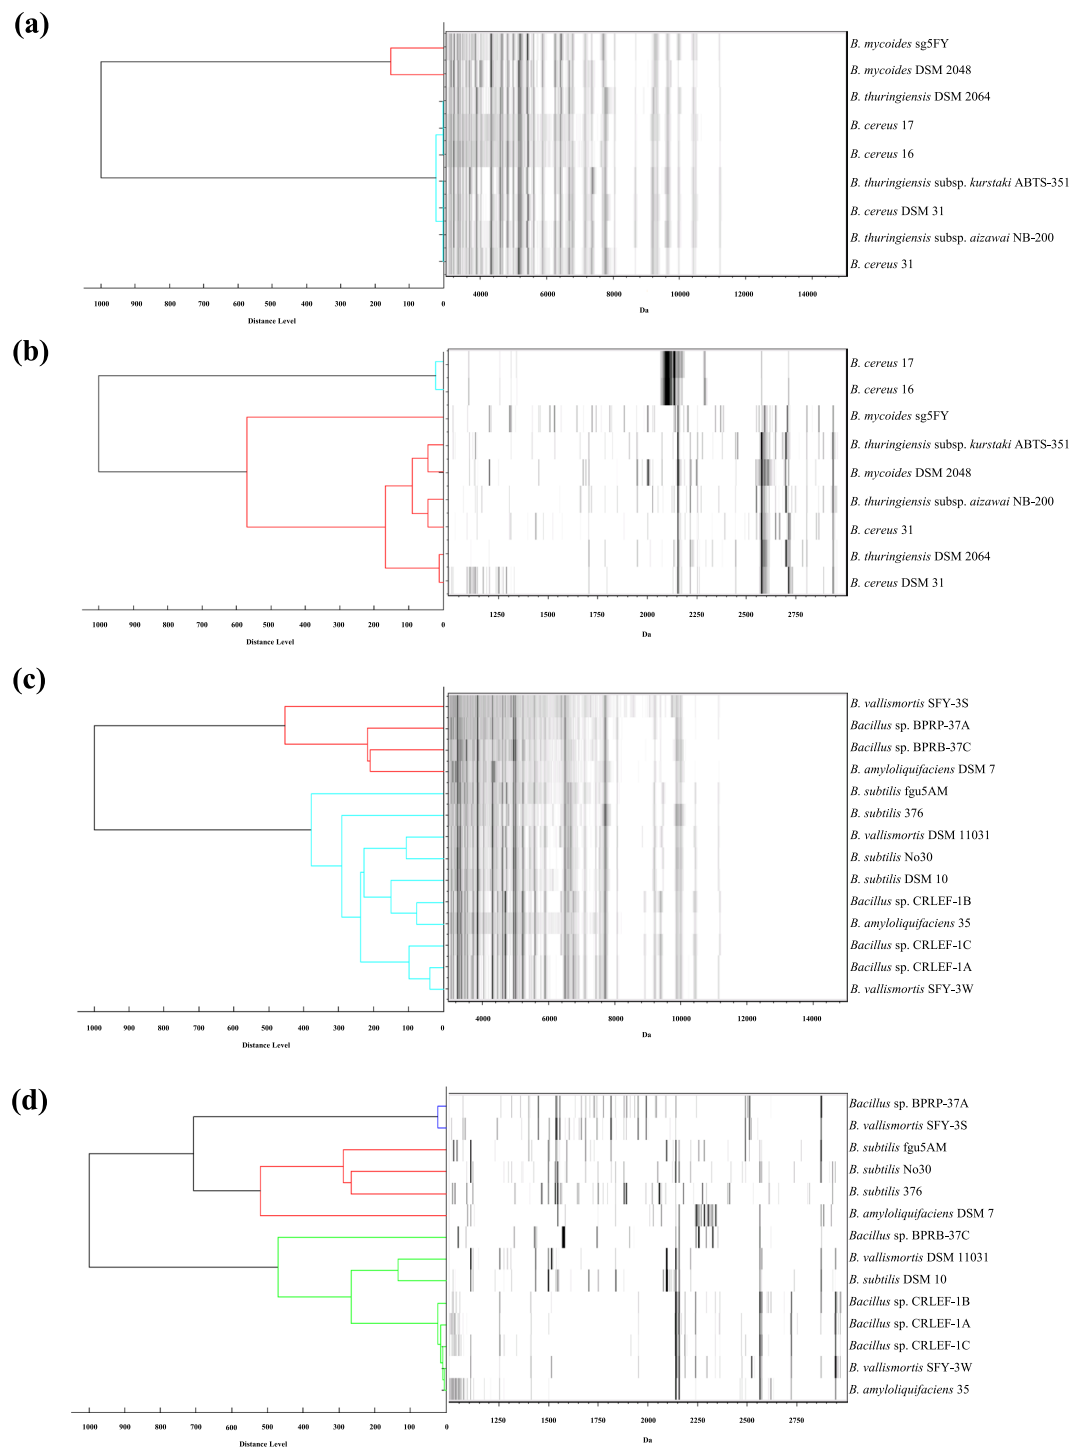 (a)
B. mycoides sg5FY
B. mycoides DSM 2048
B. thuringiensis DSM 2064
B. cereus 17
B. cereus 16
B. thuringiensis subsp. kurstaki ABTS-351
B. cereus DSM 31
B. thuringiensis subsp. aizawai NB-200
B. cereus 31
1000 900 800 700 600 500 400 300 200 100 0
4000 6000 8000 10000 12000 14000
Distance Level
Da
(b)
B. cereus 17
B. cereus 16
B. mycoides sg5FY
B. thuringiensis subsp. kurstaki ABTS-351
B. mycoides DSM 2048
B. thuringiensis subsp. aizawai NB-200
B. cereus 31
B. thuringiensis DSM 2064
B. cereus DSM 31
1000 900 800 700 600 500 400 300 200 100 0
1250 1500 1750 2000 2250 2500 2750
Distance Level
Da
(c)
B. vallismortis SFY-3S
Bacillus sp. BPRP-37A
Bacillus sp. BPRB-37C
B. amyloliquifaciens DSM 7
B. subtilis fgu5AM
B. subtilis 376
B. vallismortis DSM 11031
B. subtilis No30
B. subtilis DSM 10
Bacillus sp. CRLEF-1B
B. amyloliquifaciens 35
Bacillus sp. CRLEF-1C
Bacillus sp. CRLEF-1A
B. vallismortis SFY-3W
1000 900 800 700 600 500 400 300 200 100 0
4000 6000 8000 10000 12000 14000
Distance Level
Da
(d)
Bacillus sp. BPRP-37A
B. vallismortis SFY-3S
B. subtilis fgu5AM
B. subtilis No30
B. subtilis 376
B. amyloliquifaciens DSM 7
Bacillus sp. BPRB-37C
B. vallismortis DSM 11031
B. subtilis DSM 10
Bacillus sp. CRLEF-1B
Bacillus sp. CRLEF-1A
Bacillus sp. CRLEF-1C
B. vallismortis SFY-3W
B. amyloliquifaciens 35
1000 900 800 700 600 500 400 300 200 100 0
1250 1500 1750 2000 2250 2500 2750
Distance Level
Da